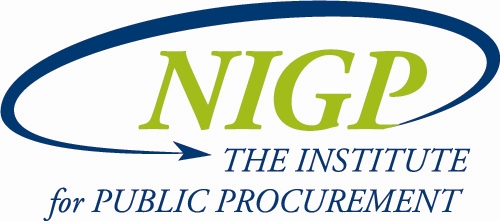 NIGP
THE INSTITUTE
for PUBLIC PROCUREMENT